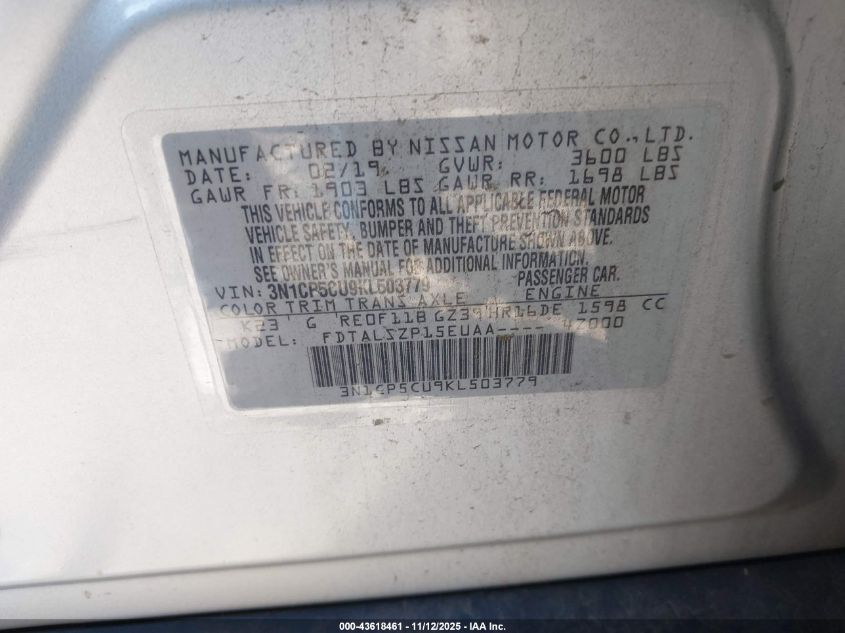 MANUFACTURED BY NISSAN MOTOR CO., LTD.
DATE: 02/19 GVWR: 3600 LBS
GAWR FR: 1903 LBS GAWR RR: 1698 LBS
THIS VEHICLE CONFORMS TO ALL APPLICABLE FEDERAL MOTOR
VEHICLE SAFETY, BUMPER AND THEFT PREVENTION STANDARDS
IN EFFECT ON THE DATE OF MANUFACTURE SHOWN ABOVE.
SEE OWNER'S MANUAL FOR ADDITIONAL INFORMATION.
VIN: 3N1CP5CU9KL503779 PASSENGER CAR.
COLOR TRIM TRANS AXLE ENGINE
K23 G RE0F11B GZ39 HR16DE 1598 CC
MODEL: FDTALSZP15EUAA---- 4Z000
3N1CP5CU9KL503779
000-43618461 - 11/12/2025 - IAA Inc.